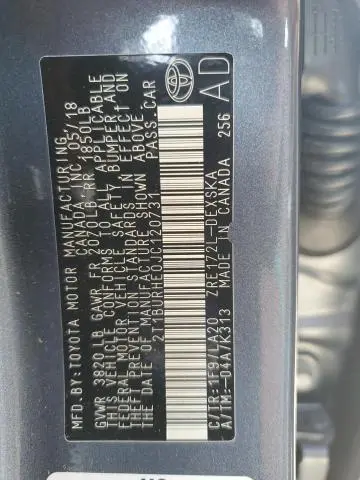 MFD.BY:TOYOTA MOTOR MANUFACTURING
CANADA, INC. 05/18
GVWR 3820LB GAWR FR 2070LB RR 1850LB
THIS VEHICLE CONFORMS TO ALL APPLICABLE
FEDERAL MOTOR VEHICLE SAFETY, BUMPER AND
THEFT PREVENTION STANDARDS IN EFFECT ON
THE DATE OF MANUFACTURE SHOWN ABOVE.
2T1BURHE0JC120731 PASS.CAR
AD
C/TR:1F9/LA20 ZRE172L-DEXSKA
A/TM:-04A/K313 MADE IN CANADA 256